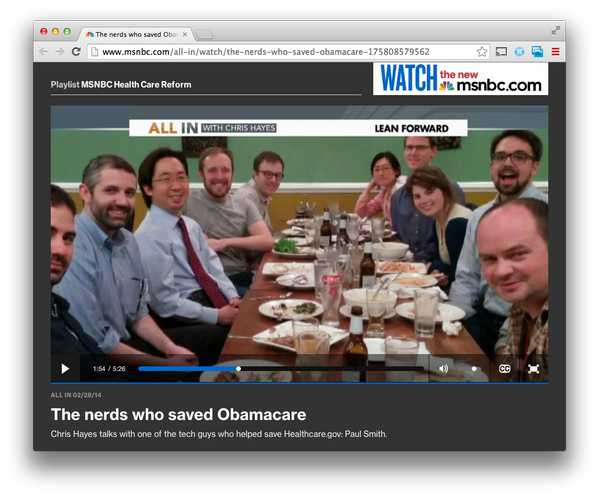 The nerds who saved Obam
www.msnbc.com/all-in/watch/the-nerds-who-saved-obamacare-175808579562
Playlist MSNBC Health Care Reform
WATCH the new msnbc.com
ALL IN WITH CHRIS HAYES
LEAN FORWARD
1:54 / 5:26
CC
ALL IN 02/28/14
The nerds who saved Obamacare
Chris Hayes talks with one of the tech guys who helped save Healthcare.gov: Paul Smith.